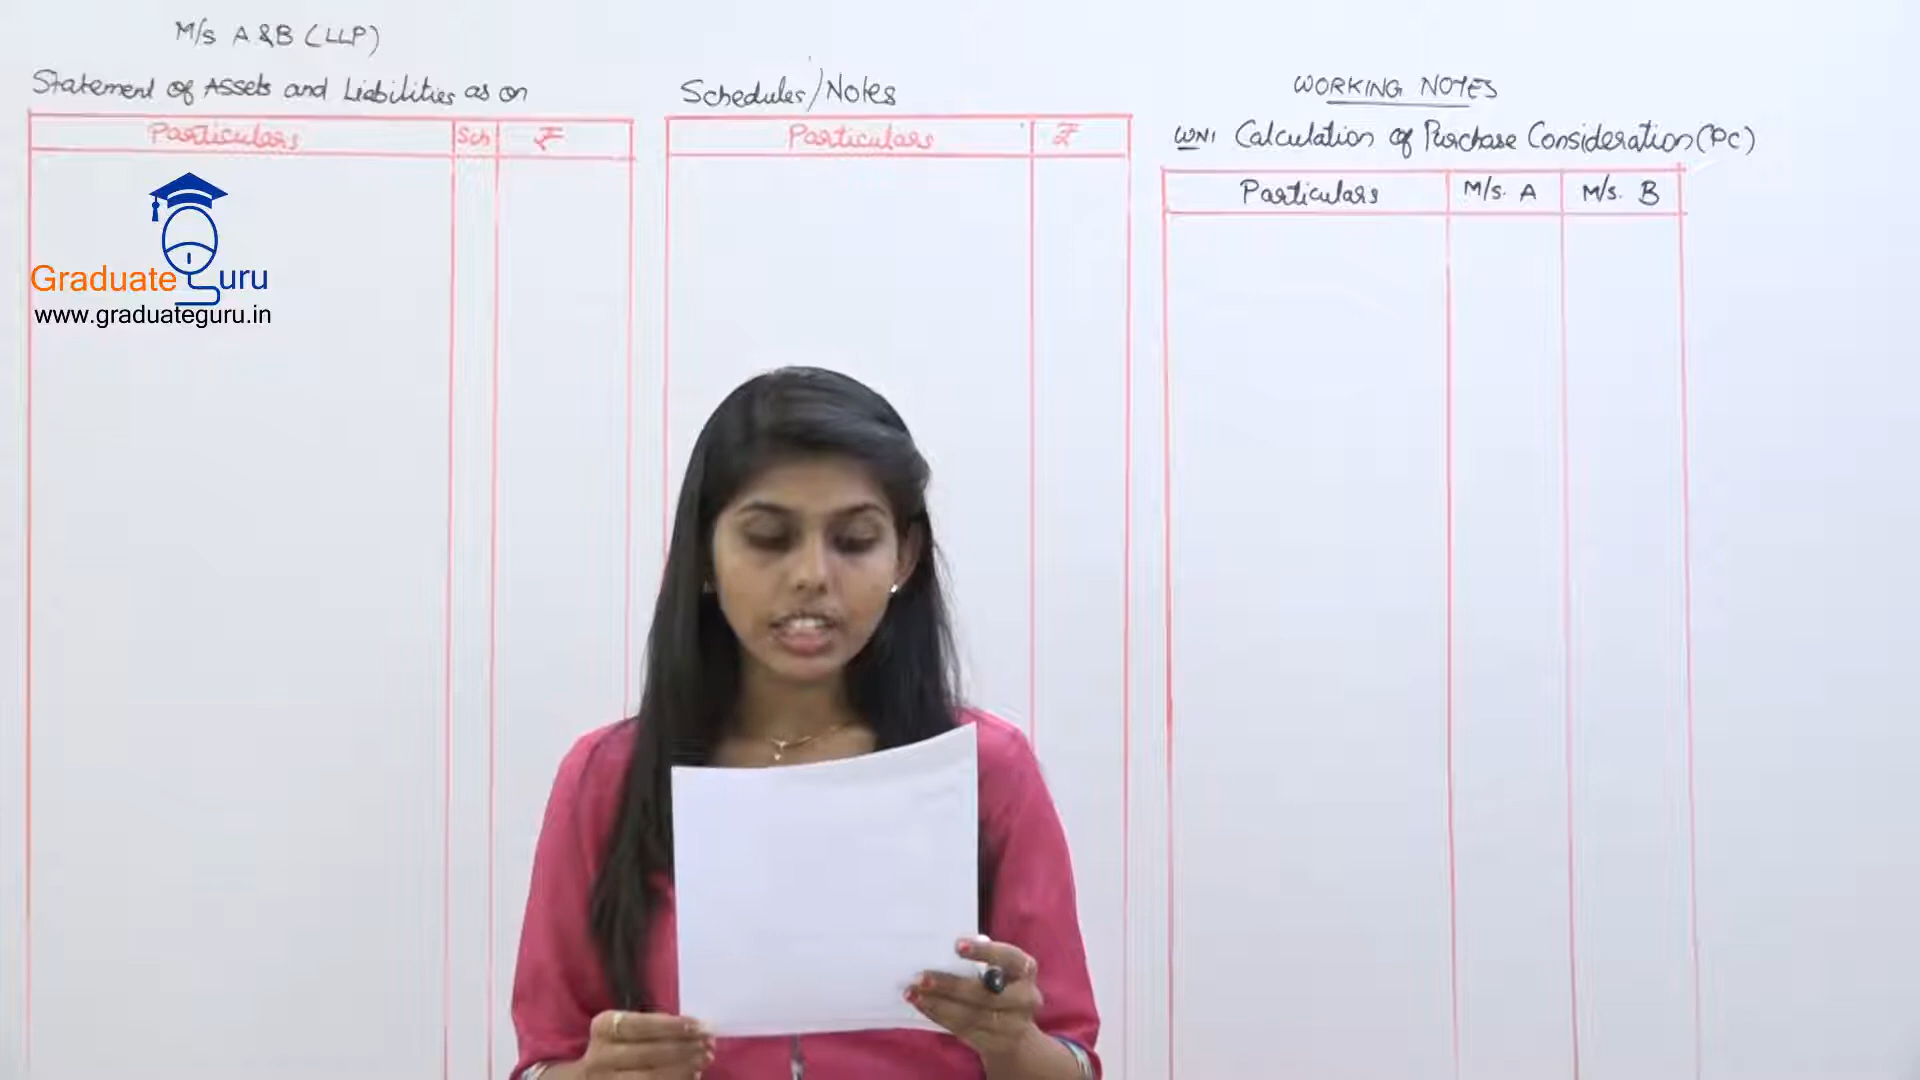 M/s A & B (LLP)
Statement of Assets and Liabilities as on
Particulars Sch ₹
Graduate Guru
www.graduateguru.in
Schedules/Notes
Particulars ₹
WORKING NOTES
WN1 Calculation of Purchase Consideration (PC)
Particulars M/s. A M/s. B